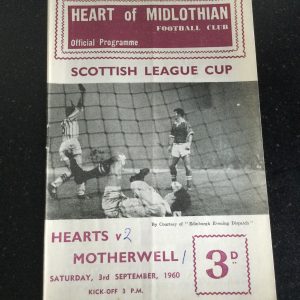 HEART of MIDLOTHIAN
FOOTBALL CLUB
Official Programme
SCOTTISH LEAGUE CUP
By Courtesy of "Edinburgh Evening Dispatch"
HEARTS v 2
MOTHERWELL 1
SATURDAY, 3rd SEPTEMBER, 1960
KICK-OFF 3 P.M.
3D